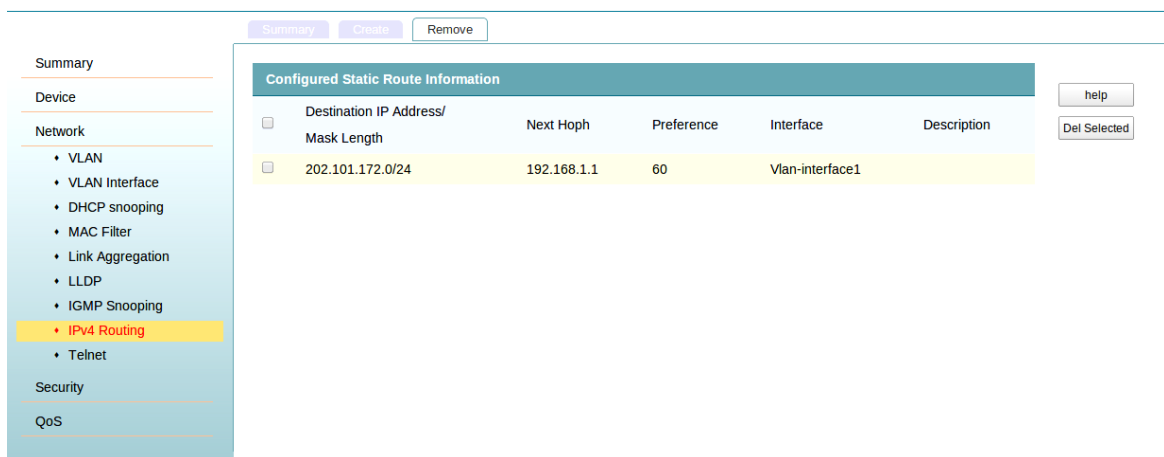 Summary Create Remove
Summary
Device
Network
VLAN
VLAN Interface
DHCP snooping
MAC Filter
Link Aggregation
LLDP
IGMP Snooping
IPv4 Routing
Telnet
Security
QoS
Configured Static Route Information
Destination IP Address/
Mask Length
Next Hoph
Preference
Interface
Description
202.101.172.0/24 192.168.1.1 60 Vlan-interface1
help
Del Selected